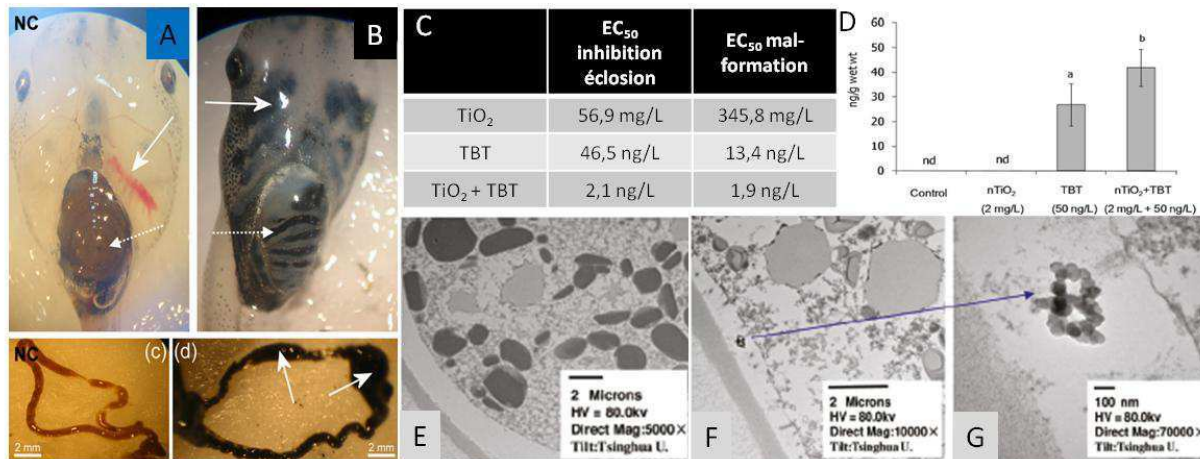 NC
A
B
C
EC₅₀ inhibition éclosion
EC₅₀ mal-formation
TiO₂
56,9 mg/L
345,8 mg/L
TBT
46,5 ng/L
13,4 ng/L
TiO₂ + TBT
2,1 ng/L
1,9 ng/L
D
ng/g wet wt
60
50
40
30
20
10
0
nd
nd
a
b
Control
nTiO₂
TBT
nTiO₂+TBT
(2 mg/L)
(50 ng/L)
(2 mg/L + 50 ng/L)
NC
(c)
(d)
2 mm
2 mm
E
2 Microns
HV = 80.0kv
Direct Mag:5000×
Tilt:Tsinghua U.
F
2 Microns
HV = 80.0kv
Direct Mag:10000×
Tilt:Tsinghua U.
G
100 nm
HV = 80.0kv
Direct Mag:70000×
Tilt:Tsinghua U.